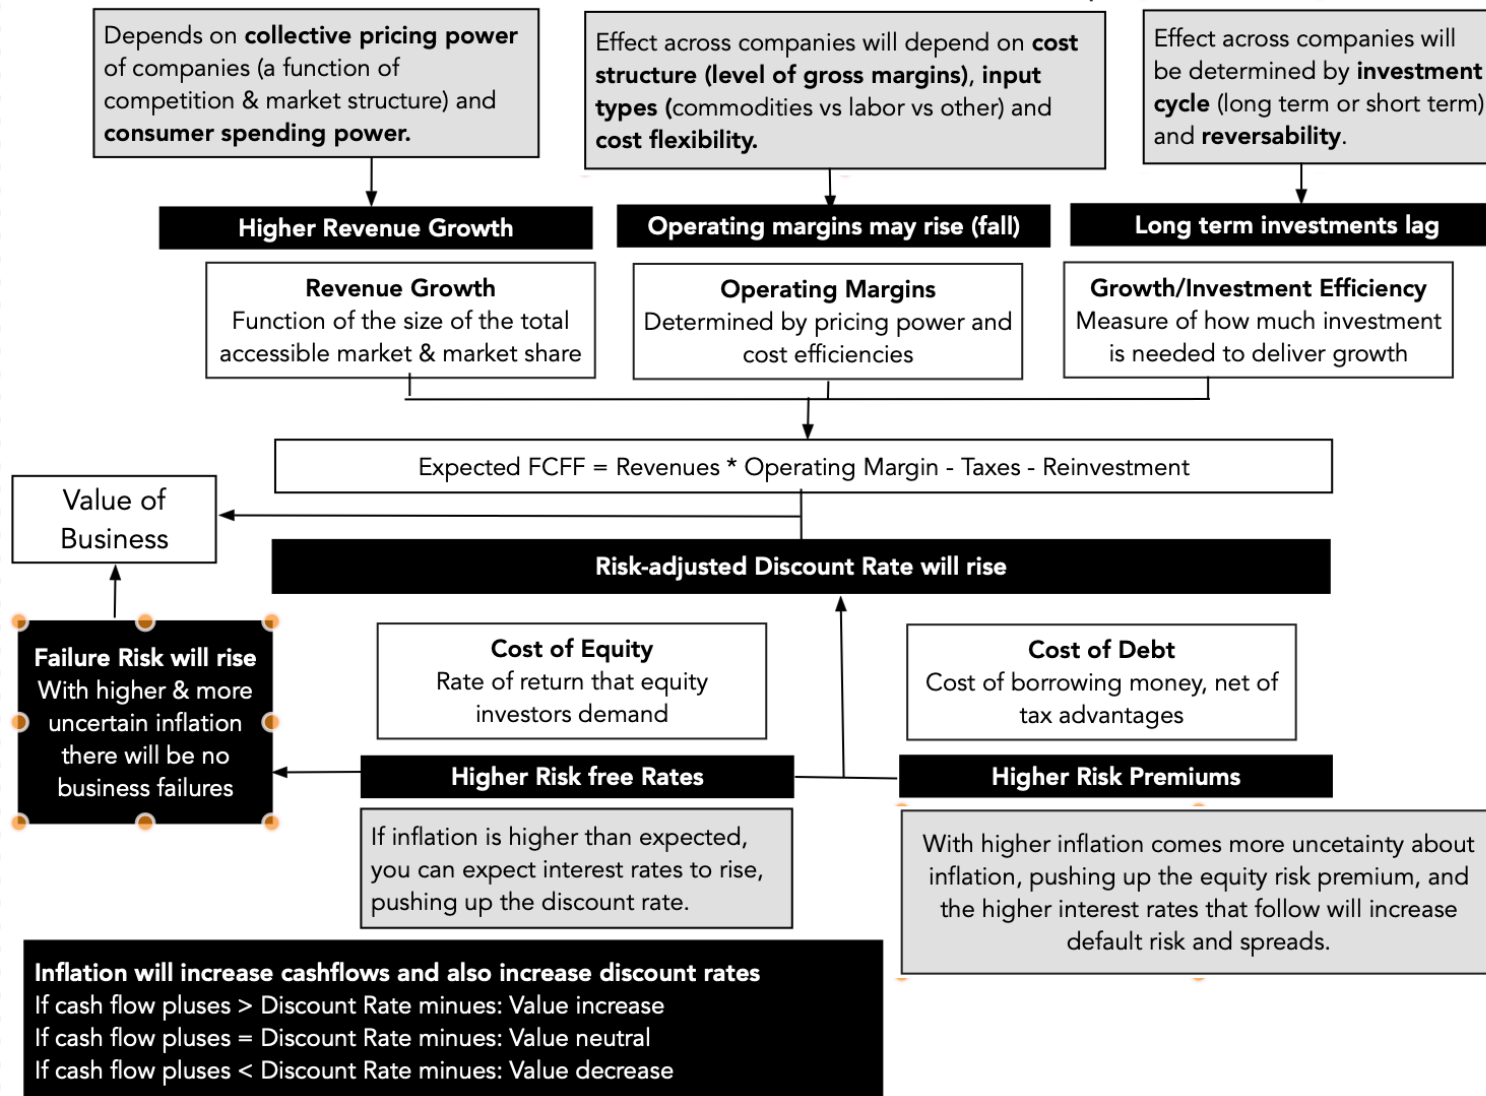 Depends on collective pricing power
of companies (a function of
competition & market structure) and
consumer spending power.
Effect across companies will depend on cost
structure (level of gross margins), input
types (commodities vs labor vs other) and
cost flexibility.
Effect across companies will
be determined by investment
cycle (long term or short term)
and reversability.
Higher Revenue Growth
Operating margins may rise (fall)
Long term investments lag
Revenue Growth
Function of the size of the total
accessible market & market share
Operating Margins
Determined by pricing power and
cost efficiencies
Growth/Investment Efficiency
Measure of how much investment
is needed to deliver growth
Expected FCFF = Revenues * Operating Margin - Taxes - Reinvestment
Value of
Business
Risk-adjusted Discount Rate will rise
Failure Risk will rise
With higher & more
uncertain inflation
there will be no
business failures
Cost of Equity
Rate of return that equity
investors demand
Cost of Debt
Cost of borrowing money, net of
tax advantages
Higher Risk free Rates
Higher Risk Premiums
If inflation is higher than expected,
you can expect interest rates to rise,
pushing up the discount rate.
With higher inflation comes more uncetainty about
inflation, pushing up the equity risk premium, and
the higher interest rates that follow will increase
default risk and spreads.
Inflation will increase cashflows and also increase discount rates
If cash flow pluses > Discount Rate minues: Value increase
If cash flow pluses = Discount Rate minues: Value neutral
If cash flow pluses < Discount Rate minues: Value decrease